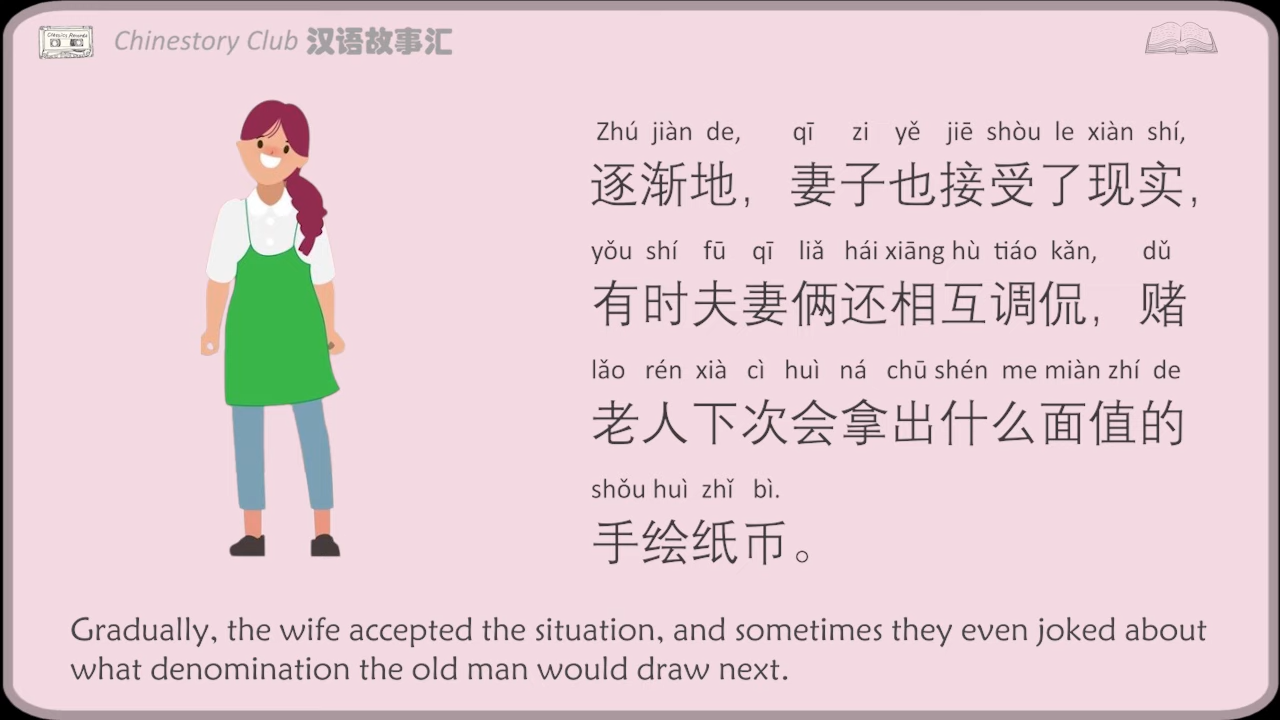 Classics Records
Chinestory Club 汉语故事汇
Zhú jiàn de, qī zi yě jiē shòu le xiàn shí,
逐渐地，妻子也接受了现实，
yǒu shí fū qī liǎ hái xiāng hù tiáo kǎn, dǔ
有时夫妻俩还相互调侃，赌
lǎo rén xià cì huì ná chū shén me miàn zhí de
老人下次会拿出什么面值的
shǒu huì zhǐ bì.
手绘纸币。
Gradually, the wife accepted the situation, and sometimes they even joked about
what denomination the old man would draw next.